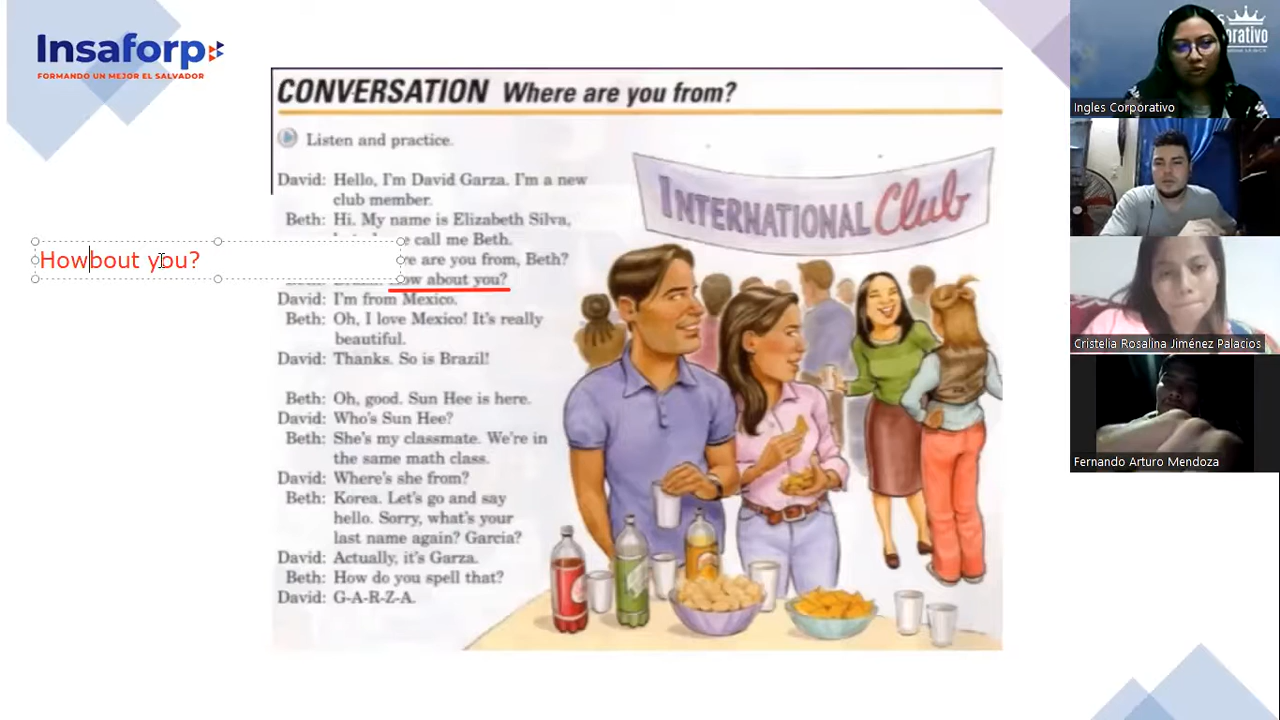 Insaforp
FORMANDO UN MEJOR EL SALVADOR
CONVERSATION Where are you from?
Listen and practice.
David: Hello, I'm David Garza. I'm a new
club member.
Beth: Hi. My name is Elizabeth Silva,
call me Beth.
are you from, Beth?
Howbout you?
about you?
David: I'm from Mexico.
Beth: Oh, I love Mexico! It's really
beautiful.
David: Thanks. So is Brazil!
Beth: Oh, good. Sun Hee is here.
David: Who's Sun Hee?
Beth: She's my classmate. We're in
the same math class.
David: Where's she from?
Beth: Korea. Let's go and say
hello. Sorry, what's your
last name again? Garcia?
David: Actually, it's Garza.
Beth: How do you spell that?
David: G-A-R-Z-A.
INTERNATIONAL Club
Ingles Corporativo
Cristelia Rosalina Jiménez Palacios
Fernando Arturo Mendoza